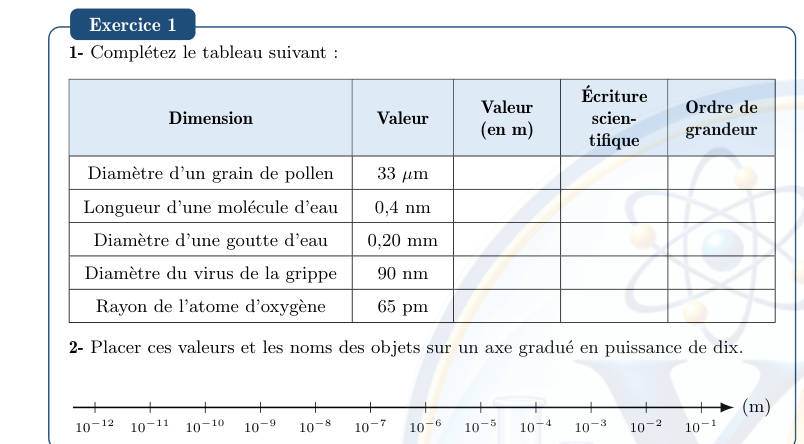 Exercice 1
1- Complétez le tableau suivant :
Dimension Valeur Valeur (en m) Écriture scien-tifique Ordre de grandeur
Diamètre d'un grain de pollen 33 μm
Longueur d'une molécule d'eau 0,4 nm
Diamètre d'une goutte d'eau 0,20 mm
Diamètre du virus de la grippe 90 nm
Rayon de l'atome d'oxygène 65 pm
2- Placer ces valeurs et les noms des objets sur un axe gradué en puissance de dix.
(m)
10⁻¹² 10⁻¹¹ 10⁻¹⁰ 10⁻⁹ 10⁻⁸ 10⁻⁷ 10⁻⁶ 10⁻⁵ 10⁻⁴ 10⁻³ 10⁻² 10⁻¹